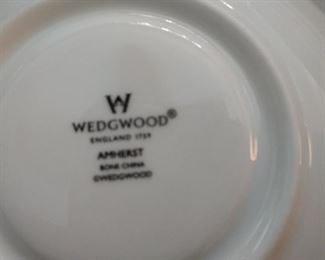 W
WEDGWOOD®
ENGLAND 1759
AMHERST
BONE CHINA
©WEDGWOOD